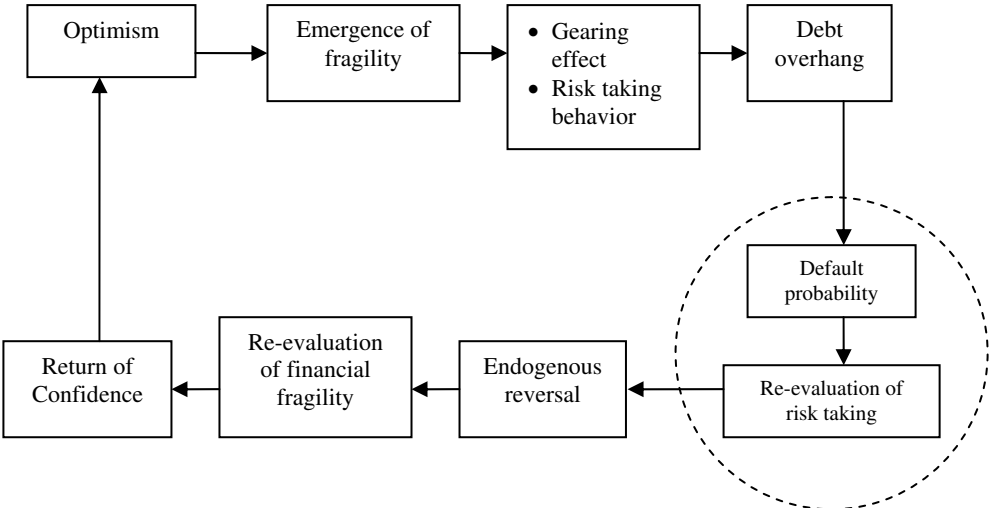 Optimism
Emergence of
fragility
• Gearing
effect
• Risk taking
behavior
Debt
overhang
Default
probability
Re-evaluation of
risk taking
Endogenous
reversal
Re-evaluation
of financial
fragility
Return of
Confidence